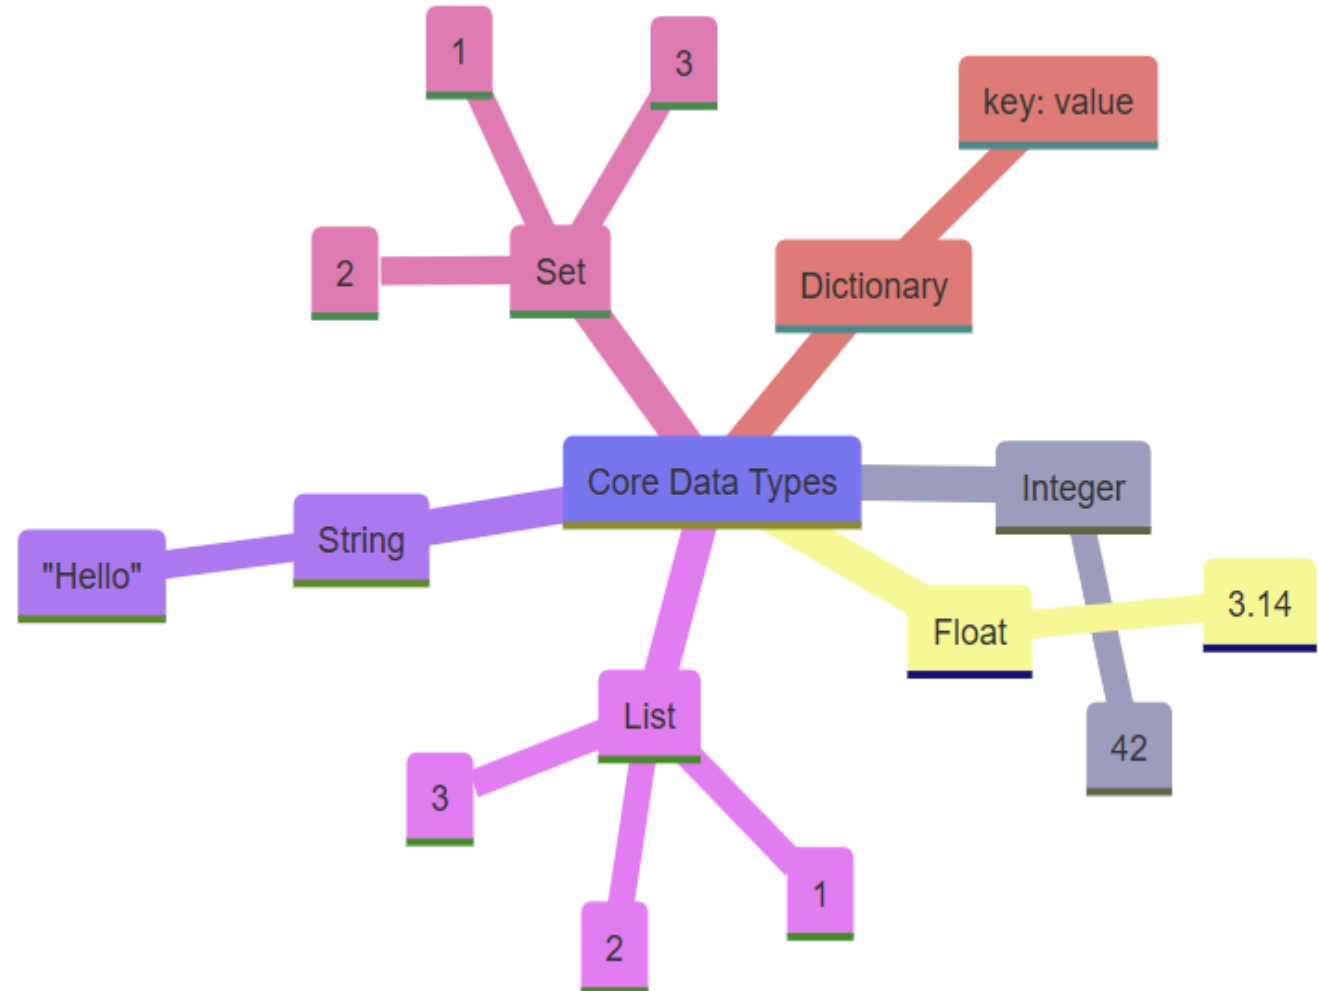 1
3
key: value
2
Set
Dictionary
Core Data Types
Integer
String
"Hello"
Float
3.14
List
42
3
1
2